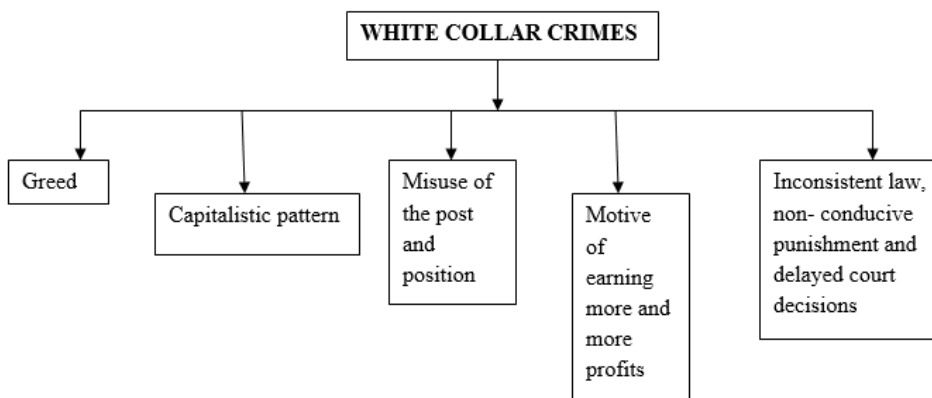 WHITE COLLAR CRIMES
Greed
Capitalistic pattern
Misuse of
the post
and
position
Motive
of
earning
more and
more
profits
Inconsistent law,
non- conducive
punishment and
delayed court
decisions